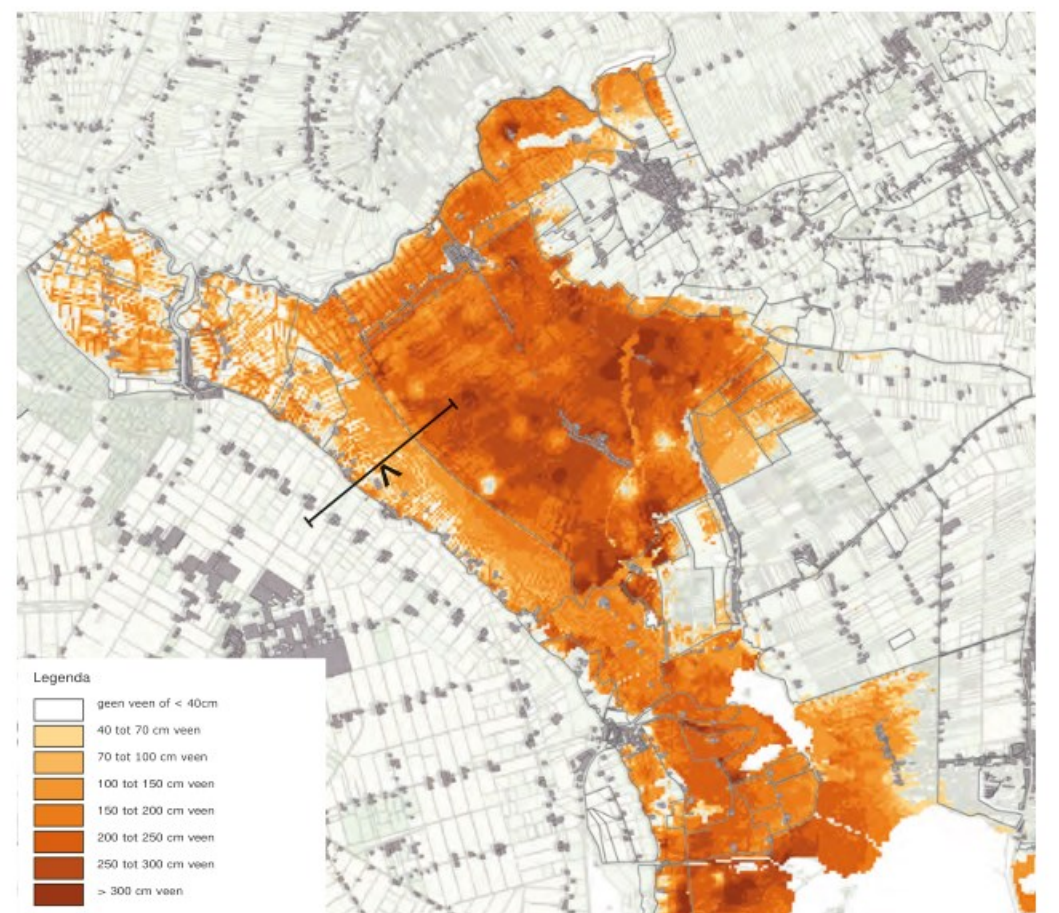 Legenda
geen veen of < 40cm
40 tot 70 cm veen
70 tot 100 cm veen
100 tot 150 cm veen
150 tot 200 cm veen
200 tot 250 cm veen
250 tot 300 cm veen
> 300 cm veen